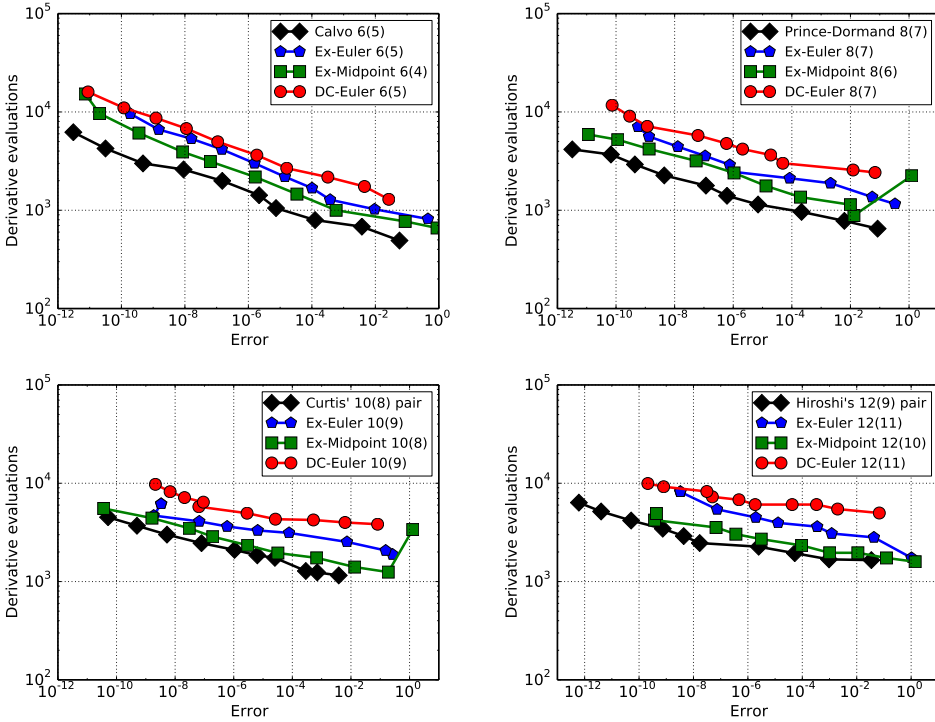 10^5
10^4
10^3
10^2
Derivative evaluations
Calvo 6(5)
Ex-Euler 6(5)
Ex-Midpoint 6(4)
DC-Euler 6(5)
10^-12 10^-10 10^-8 10^-6 10^-4 10^-2 10^0
Error
10^5
10^4
10^3
10^2
Derivative evaluations
Prince-Dormand 8(7)
Ex-Euler 8(7)
Ex-Midpoint 8(6)
DC-Euler 8(7)
10^-12 10^-10 10^-8 10^-6 10^-4 10^-2 10^0
Error
10^5
10^4
10^3
10^2
Derivative evaluations
Curtis' 10(8) pair
Ex-Euler 10(9)
Ex-Midpoint 10(8)
DC-Euler 10(9)
10^-12 10^-10 10^-8 10^-6 10^-4 10^-2 10^0
Error
10^5
10^4
10^3
10^2
Derivative evaluations
Hiroshi's 12(9) pair
Ex-Euler 12(11)
Ex-Midpoint 12(10)
DC-Euler 12(11)
10^-12 10^-10 10^-8 10^-6 10^-4 10^-2 10^0
Error